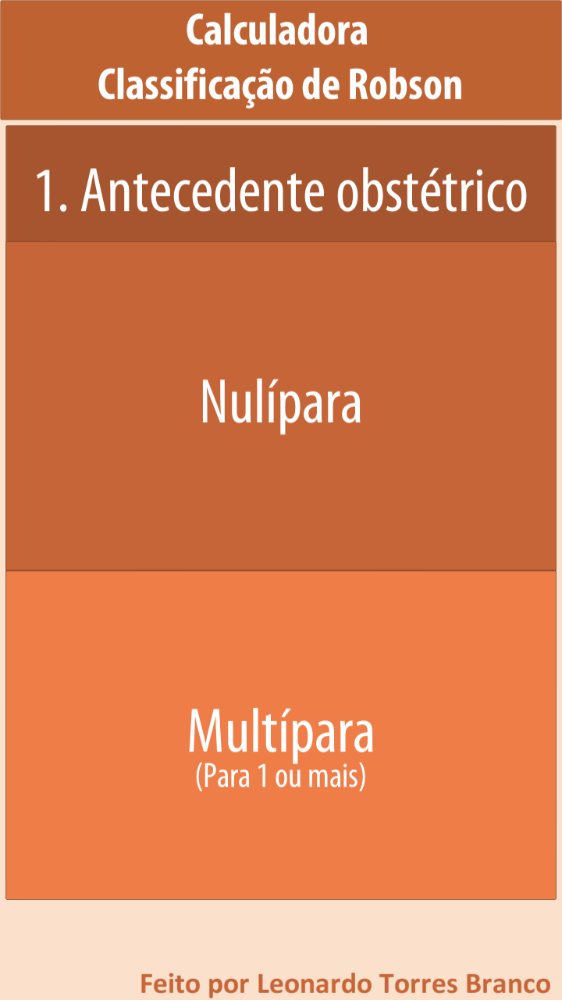 Calculadora
Classificação de Robson
1. Antecedente obstétrico
Nulípara
Multípara
(Para 1 ou mais)
Feito por Leonardo Torres Branco